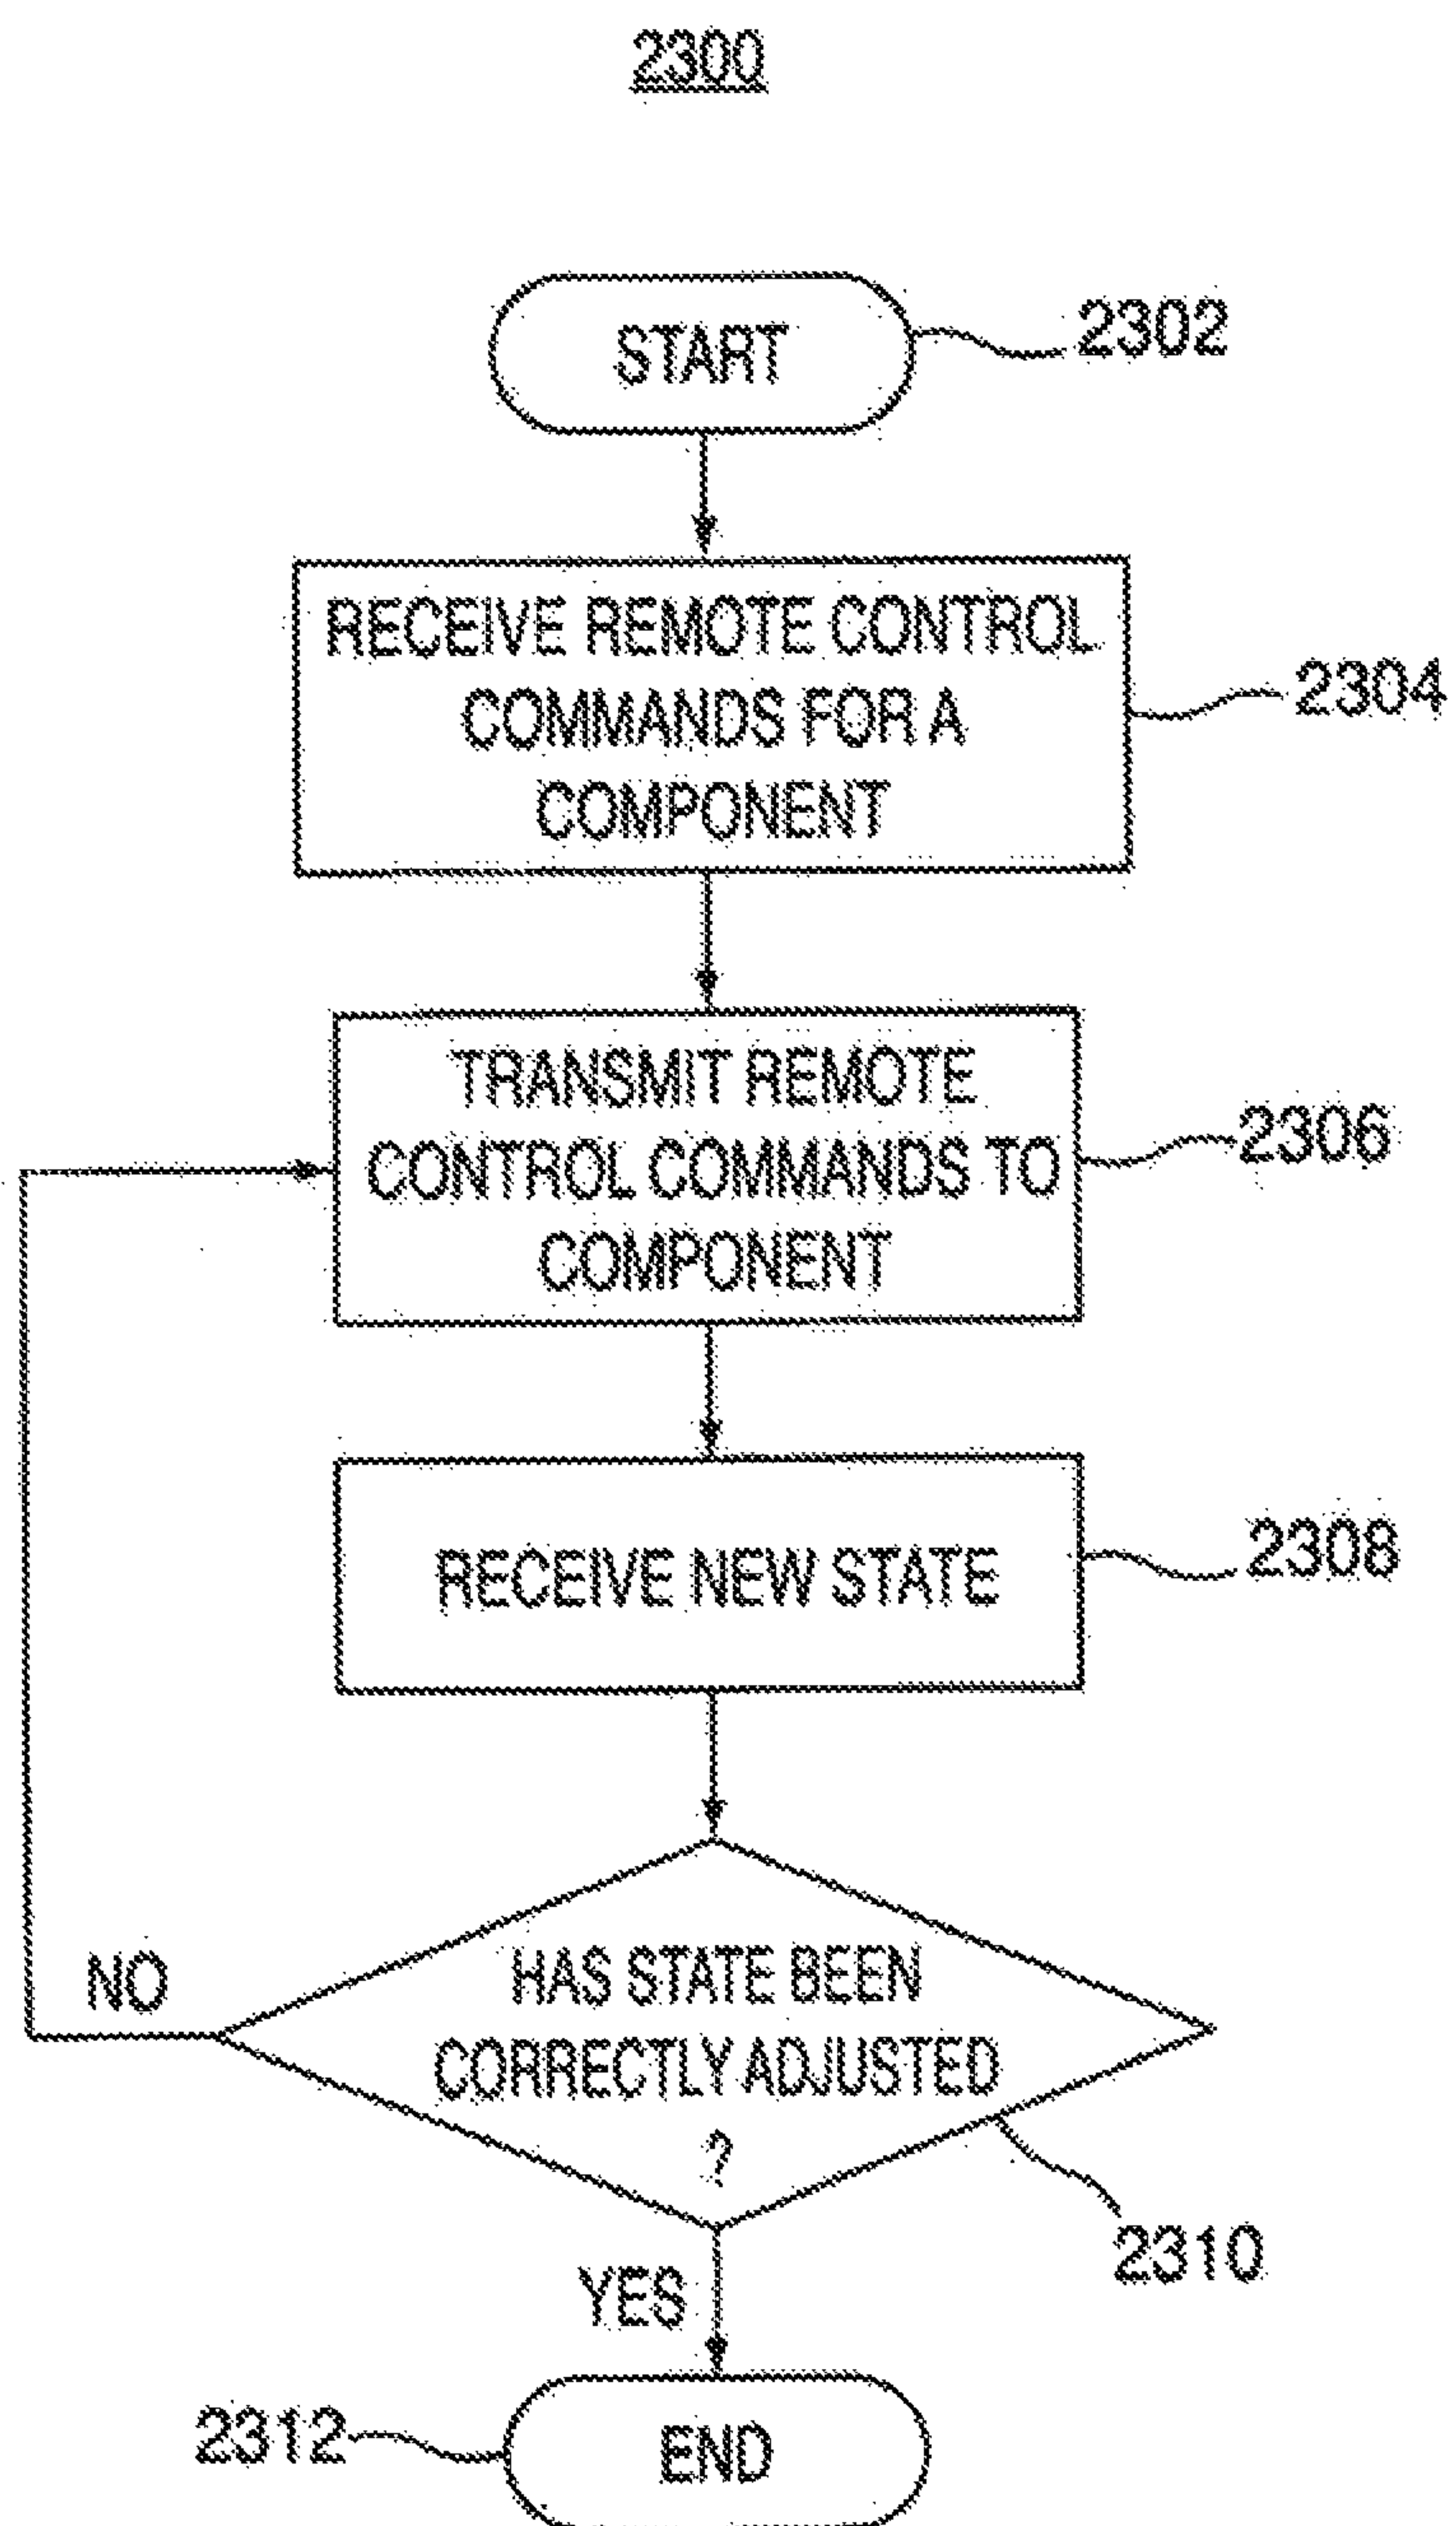 2300
START
2302
RECEIVE REMOTE CONTROL
COMMANDS FOR A
COMPONENT
2304
TRANSMIT REMOTE
CONTROL COMMANDS TO
COMPONENT
2306
RECEIVE NEW STATE
2308
HAS STATE BEEN
CORRECTLY ADJUSTED
?
NO
2310
YES
END
2312